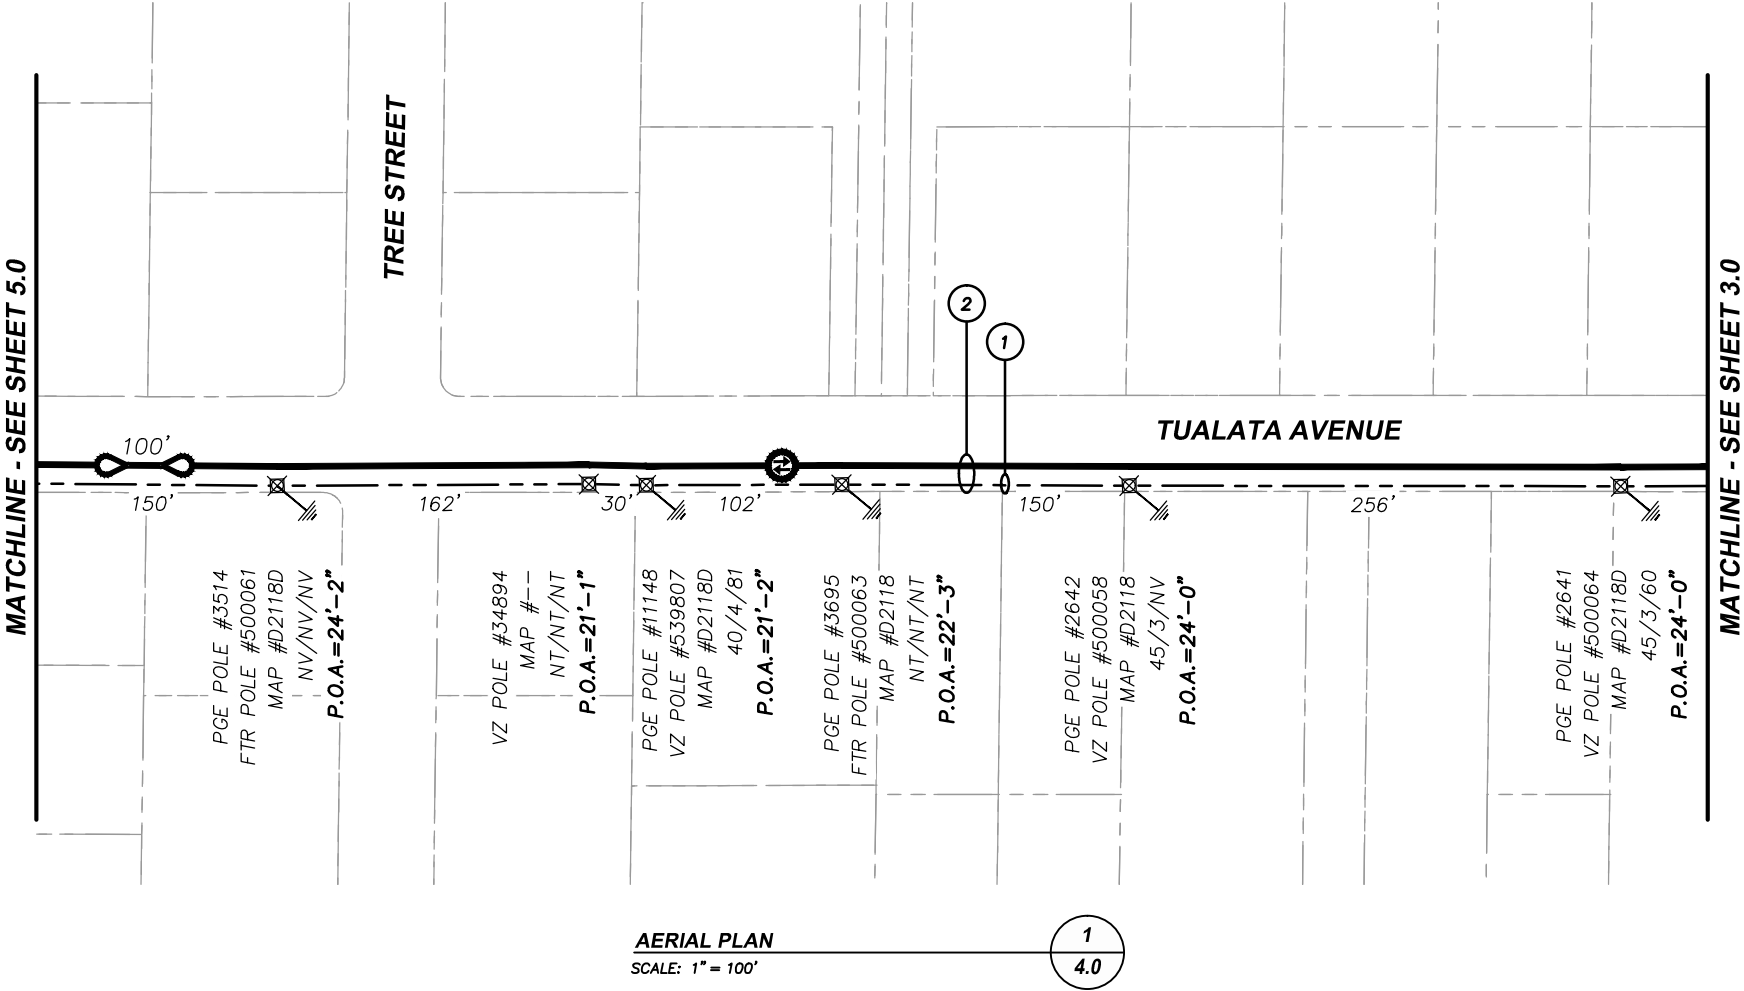 MATCHLINE - SEE SHEET 5.0
TREE STREET
2
1
TUALATA AVENUE
MATCHLINE - SEE SHEET 3.0
100'
150'
162'
30'
102'
150'
256'
PGE POLE #3514
FTR POLE #500061
MAP #D2118D
NV/NV/NV
P.O.A.=24'-2"
VZ POLE #34894
MAP #---
NT/NT/NT
P.O.A.=21'-1"
PGE POLE #11148
VZ POLE #539807
MAP #D2118D
40/4/81
P.O.A.=21'-2"
PGE POLE #3695
FTR POLE #500063
MAP #D2118
NT/NT/NT
P.O.A.=22'-3"
PGE POLE #2642
VZ POLE #500058
MAP #D2118
45/3/NV
P.O.A.=24'-0"
PGE POLE #2641
VZ POLE #500064
MAP #D2118D
45/3/60
P.O.A.=24'-0"
AERIAL PLAN
SCALE: 1" = 100'
1
4.0